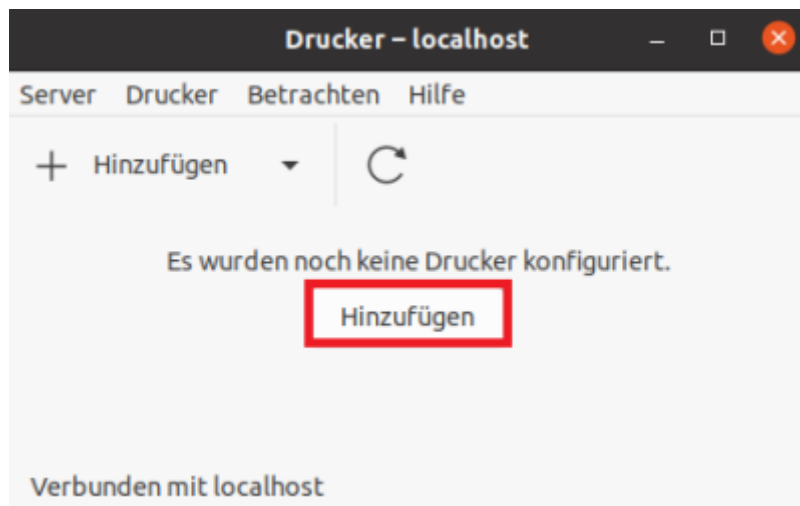 Drucker – localhost
Server Drucker Betrachten Hilfe
Hinzufügen
Es wurden noch keine Drucker konfiguriert.
Hinzufügen
Verbunden mit localhost